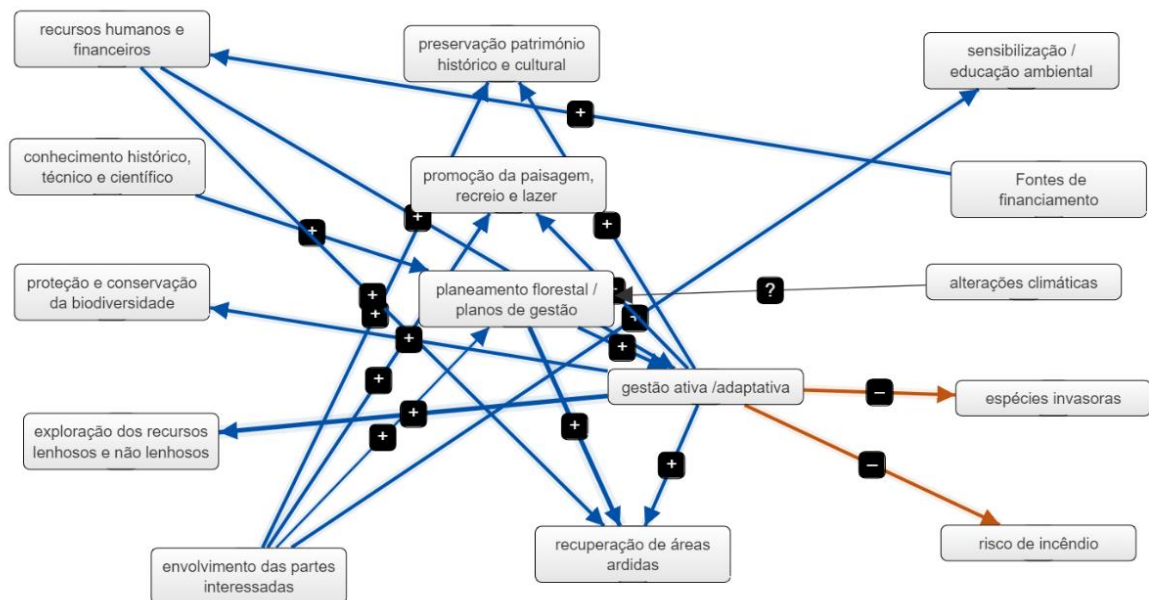 recursos humanos e
financeiros
preservação património
histórico e cultural
sensibilização /
educação ambiental
+
conhecimento histórico,
técnico e científico
promoção da paisagem,
recreio e lazer
Fontes de
financiamento
+
+
+
proteção e conservação
da biodiversidade
planeamento florestal /
planos de gestão
?
alterações climáticas
+
+
+
+
+
gestão ativa /adaptativa
+
–
espécies invasoras
exploração dos recursos
lenhosos e não lenhosos
+
+
+
+
–
recuperação de áreas
ardidas
risco de incêndio
envolvimento das partes
interessadas